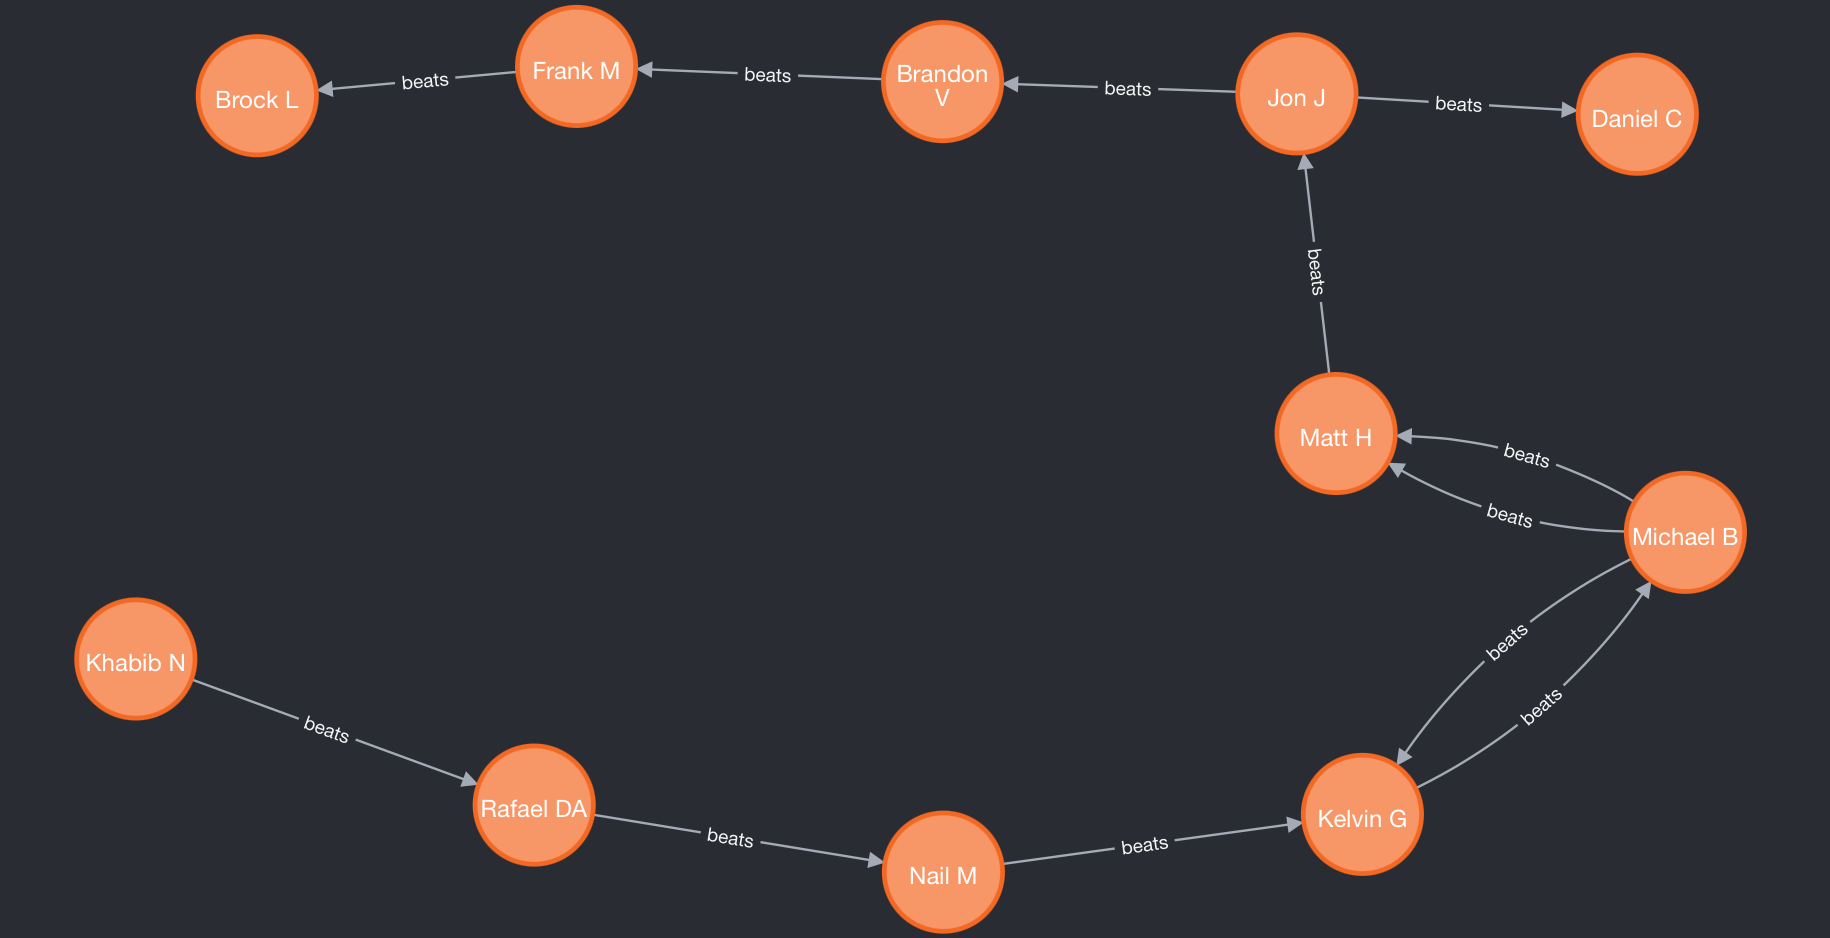 Brock L
beats
Frank M
beats
Brandon
V
beats
Jon J
beats
Daniel C
beats
Matt H
beats
beats
Michael B
beats
beats
Khabib N
beats
Rafael DA
beats
Nail M
beats
Kelvin G